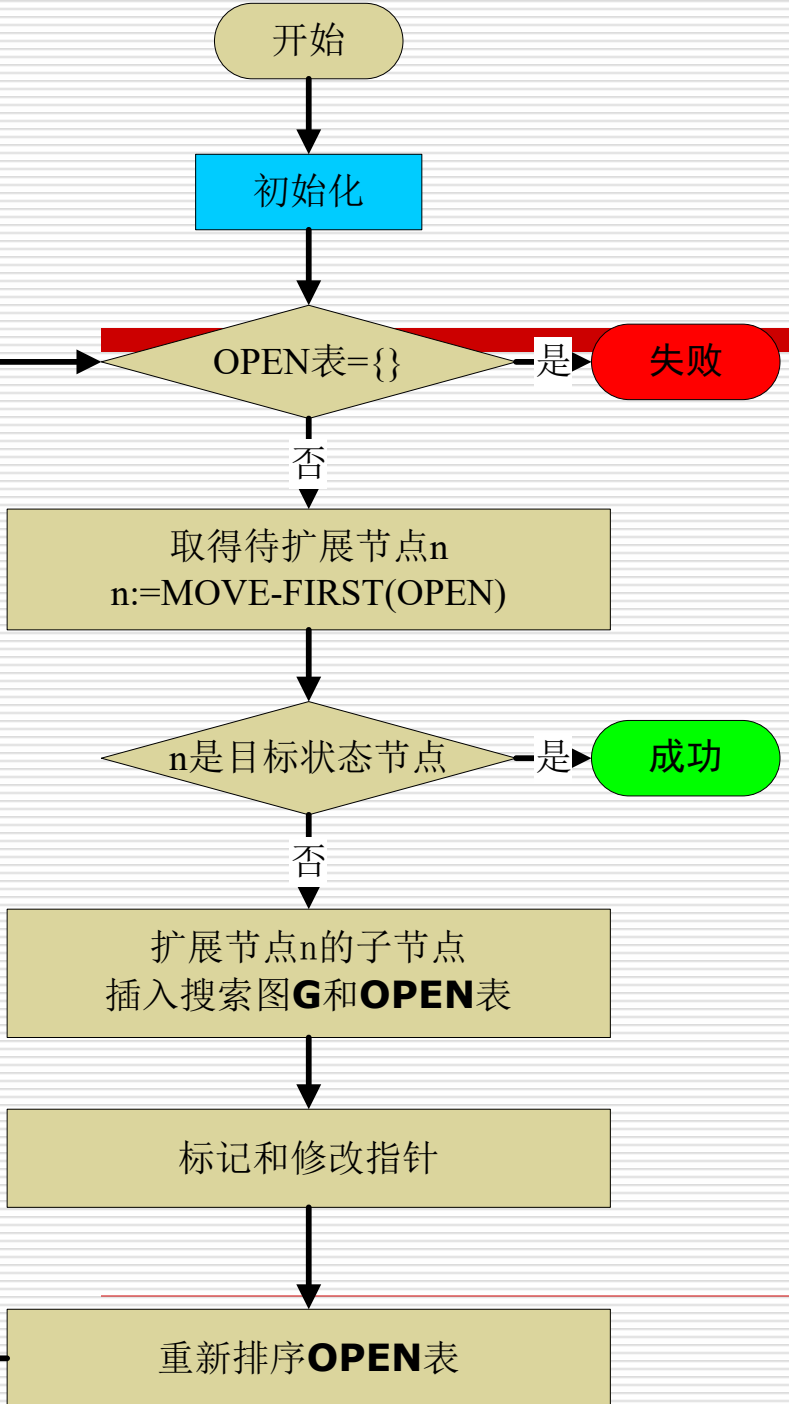 开始
初始化
OPEN表={}
是
失败
否
取得待扩展节点n
n:=MOVE-FIRST(OPEN)
n是目标状态节点
是
成功
否
扩展节点n的子节点
插入搜索图G和OPEN表
标记和修改指针
重新排序OPEN表